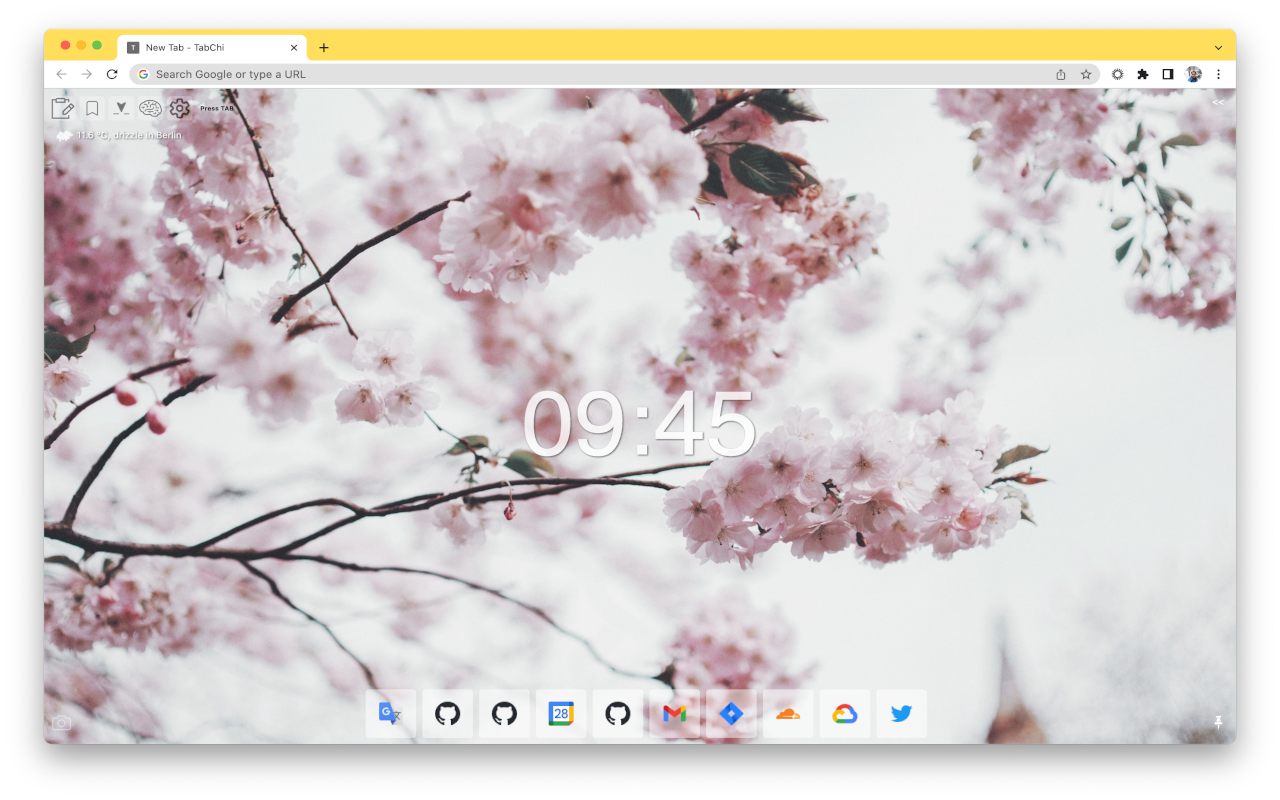 T New Tab - TabChi
G Search Google or type a URL
Press TAB
<<
11.6 °C, drizzle in Berlin
09:45
G 28